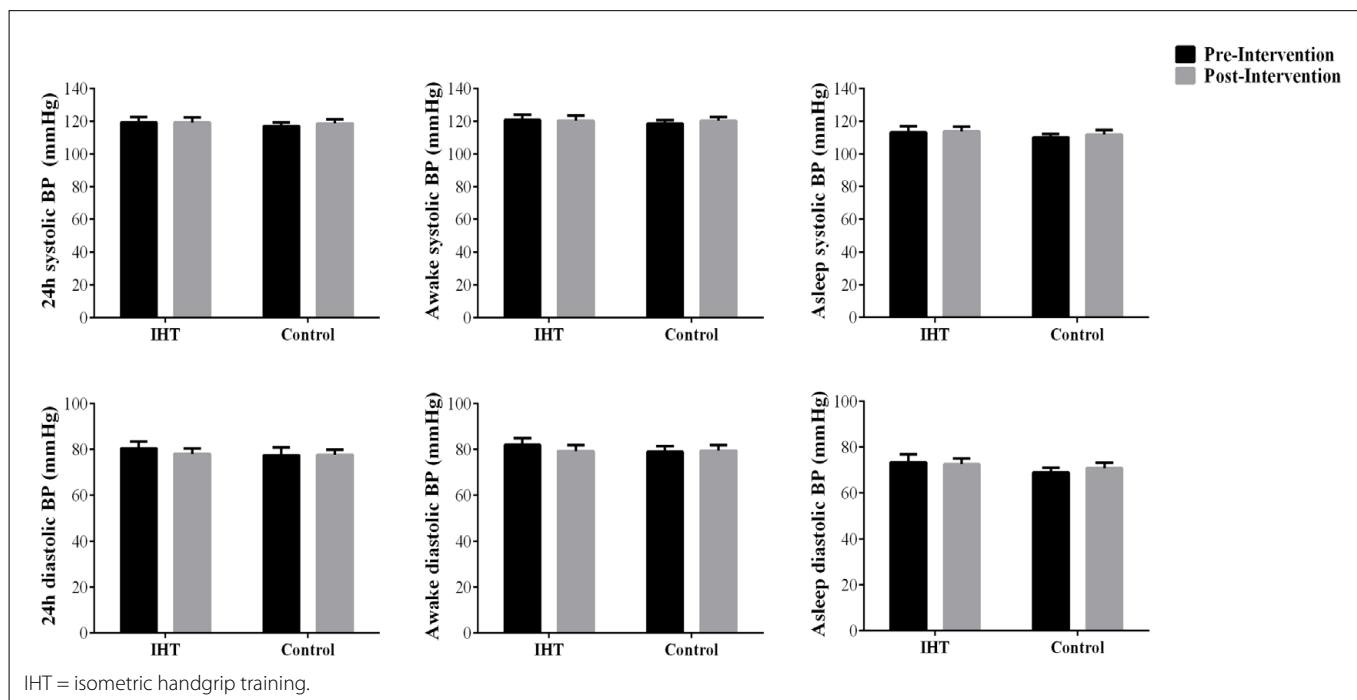 Pre-Intervention
Post-Intervention
24h systolic BP (mmHg)
140
120
100
80
60
40
20
0
IHT
Control
Awake systolic BP (mmHg)
140
120
100
80
60
40
20
0
IHT
Control
Asleep systolic BP (mmHg)
140
120
100
80
60
40
20
0
IHT
Control
24h diastolic BP (mmHg)
100
80
60
40
20
0
IHT
Control
Awake diastolic BP (mmHg)
100
80
60
40
20
0
IHT
Control
Asleep diastolic BP (mmHg)
100
80
60
40
20
0
IHT
Control
IHT = isometric handgrip training.